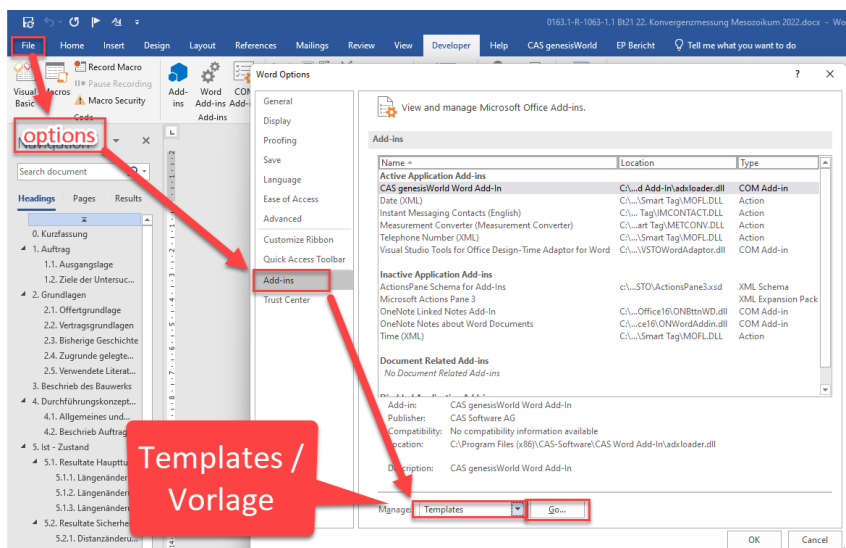 0163.1-R-1063-1.1 Bt21 22. Konvergenzmessung Mesozoikum 2022.docx - Wo
File Home Insert Design Layout References Mailings Review View Developer Help CAS genesisWorld EP Bericht Tell me what you want to do
Visual Basic
Macros
Record Macro
Pause Recording
Macro Security
Code
Add-ins
Word Add-ins
Add-ins
options
Search document
Headings Pages Results
0. Kurzfassung
1. Auftrag
1.1. Ausgangslage
1.2. Ziele der Untersuc...
2. Grundlagen
2.1. Offertgrundlage
2.2. Vertragsgrundlagen
2.3. Bisherige Geschichte
2.4. Zugrunde gelegte...
2.5. Verwendete Literat...
3. Beschrieb des Bauwerks
4. Durchführungskonzept...
4.1. Allgemeines und...
4.2. Beschrieb Auftrag
5. Ist - Zustand
5.1. Resultate Haupttu
5.1.1. Längenänder
5.1.2. Längenänder
5.1.3. Längenänder
5.2. Resultate Sicherhe
5.2.1. Distanzänderu...
Word Options ? ×
General
Display
Proofing
Save
Language
Ease of Access
Advanced
Customize Ribbon
Quick Access Toolbar
Add-ins
Trust Center
View and manage Microsoft Office Add-ins.
Add-ins
Name Location Type
Active Application Add-ins
CAS genesisWorld Word Add-In C:\...d Add-In\adxloader.dll COM Add-in
Date (XML) C:\...\Smart Tag\MOFL.DLL Action
Instant Messaging Contacts (English) C:\... Tag\IMCONTACT.DLL Action
Measurement Converter (Measurement Converter) C:\...art Tag\METCONV.DLL Action
Telephone Number (XML) C:\...\Smart Tag\MOFL.DLL Action
Visual Studio Tools for Office Design-Time Adaptor for Word C:\...\VSTOWordAdaptor.dll COM Add-in
Inactive Application Add-ins
ActionsPane Schema for Add-Ins c:\...STO\ActionsPane3.xsd XML Schema
Microsoft Actions Pane 3 XML Expansion Pack
OneNote Linked Notes Add-In C:\...Office16\ONBttnWD.dll COM Add-in
OneNote Notes about Word Documents C:\...ce16\ONWordAddin.dll COM Add-in
Time (XML) C:\...\Smart Tag\MOFL.DLL Action
Document Related Add-ins
No Document Related Add-ins
Add-in: CAS genesisWorld Word Add-In
Publisher: CAS Software AG
Compatibility: No compatibility information available
Location: C:\Program Files (x86)\CAS-Software\CAS Word Add-In\adxloader.dll
Description: CAS genesisWorld Word Add-In
Templates /
Vorlage
Manage: Templates Go...
OK Cancel